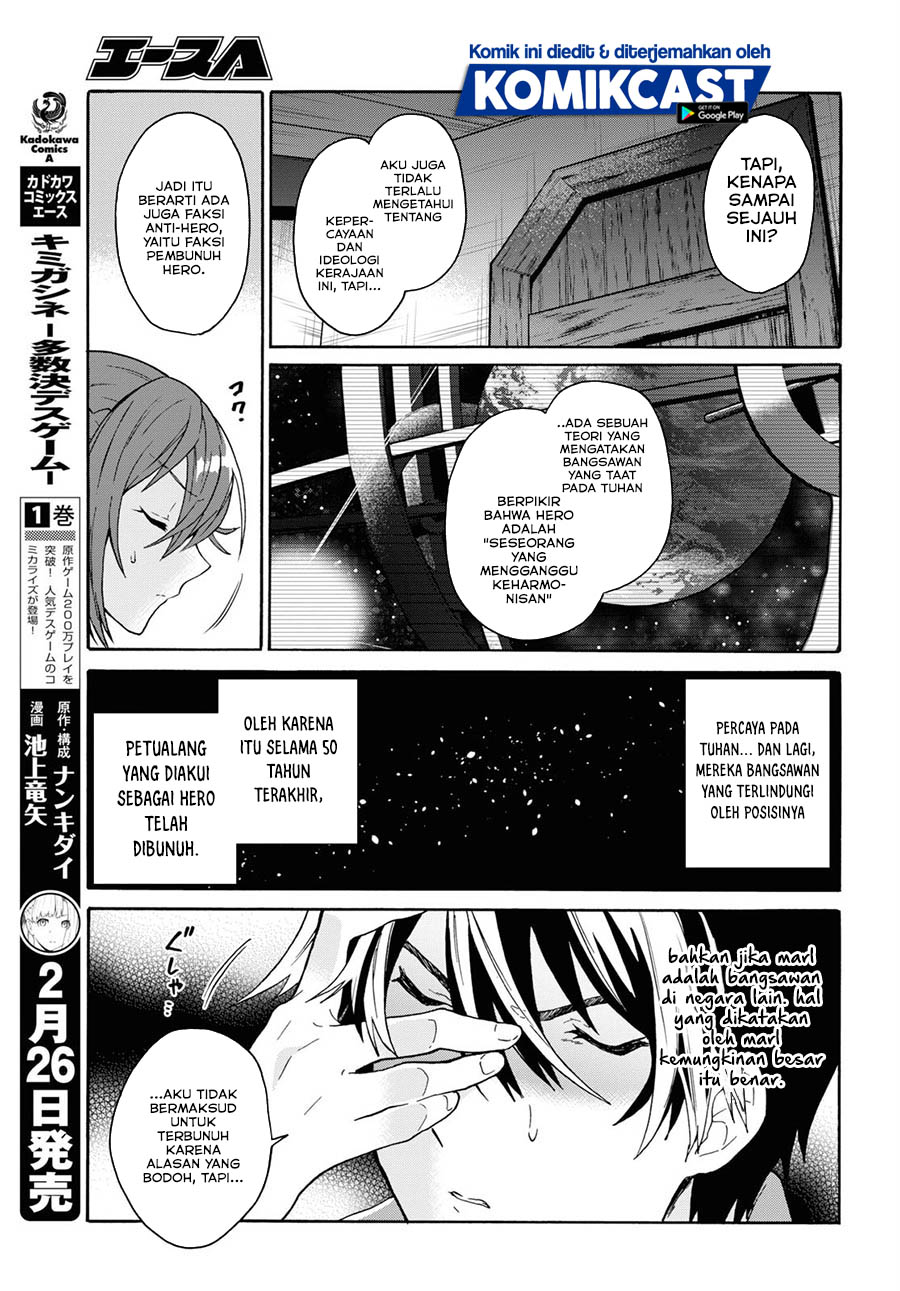 エースA
Komik ini diedit & diterjemahkan oleh
KOMIKCAST
GET IT ON
Google Play
TAPI,
KENAPA
SAMPAI
SEJAUH
INI?
AKU JUGA
TIDAK
TERLALU
MENGETAHUI
TENTANG
KEPER-
CAYAAN
DAN
IDEOLOGI
KERAJAAN
INI, TAPI...
JADI ITU
BERARTI ADA
JUGA FAKSI
ANTI-HERO,
YAITU FAKSI
PEMBUNUH
HERO.
..ADA SEBUAH
TEORI YANG
MENGATAKAN
BANGSAWAN
YANG TAAT
PADA TUHAN
BERPIKIR
BAHWA HERO
ADALAH
"SESEORANG
YANG
MENGGANGGU
KEHARMO-
NISAN"
PERCAYA PADA
TUHAN... DAN LAGI,
MEREKA BANGSAWAN
YANG TERLINDUNGI
OLEH POSISINYA
OLEH KARENA
ITU SELAMA 50
TAHUN
TERAKHIR,
PETUALANG
YANG DIAKUI
SEBAGAI HERO
TELAH
DIBUNUH.
bahkan jika marl
adalah bangsawan
di negara lain. hal
yang dikatakan
oleh marl
kemungkinan besar
itu benar.
ぐしゃ...
...AKU TIDAK
BERMAKSUD
UNTUK
TERBUNUH
KARENA
ALASAN YANG
BODOH, TAPI...
Kadokawa
Comics
A
カドカワ
コミックス
エース
キミガシネー多数決デスゲームー
1巻
原作ゲーム200万プレイを
突破!人気デスゲームのコ
ミカライズが登場!
原作・構成 ナンキダイ
漫画 池上竜矢
2月26日発売